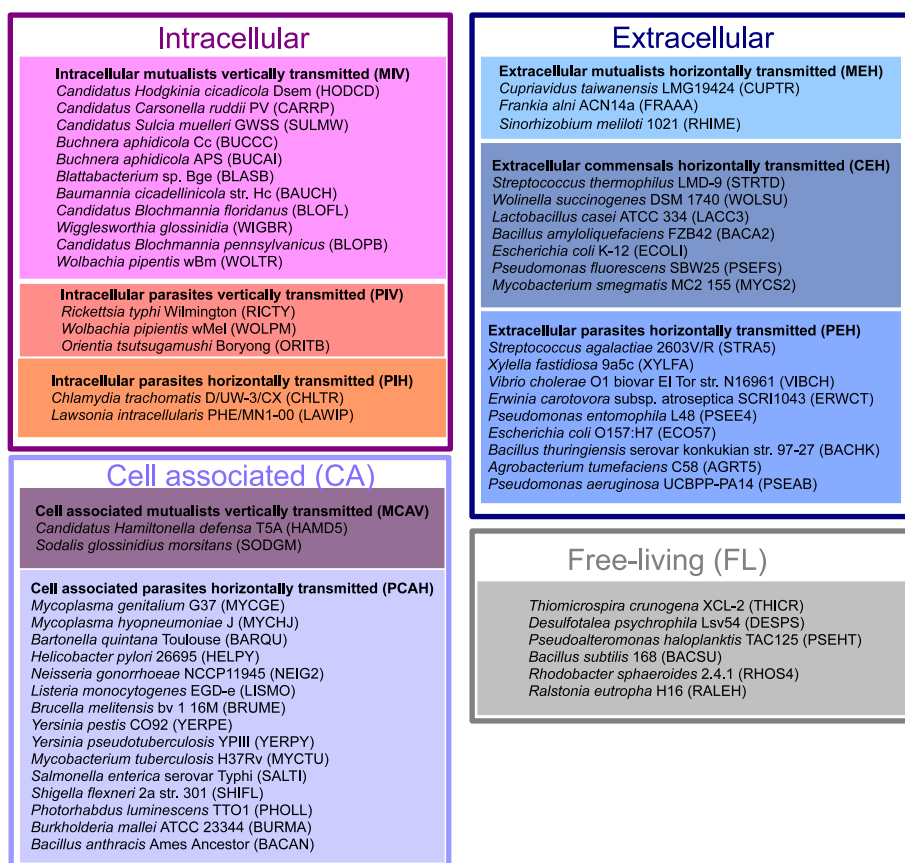 Intracellular
Intracellular mutualists vertically transmitted (MIV)
Candidatus Hodgkinia cicadicola Dsem (HODCD)
Candidatus Carsonella ruddii PV (CARRP)
Candidatus Sulcia muelleri GWSS (SULMW)
Buchnera aphidicola Cc (BUCCC)
Buchnera aphidicola APS (BUCAI)
Blattabacterium sp. Bge (BLASB)
Baumannia cicadellinicola str. Hc (BAUCH)
Candidatus Blochmannia floridanus (BLOFL)
Wigglesworthia glossinidia (WIGBR)
Candidatus Blochmannia pennsylvanicus (BLOPB)
Wolbachia pipentis wBm (WOLTR)
Intracellular parasites vertically transmitted (PIV)
Rickettsia typhi Wilmington (RICTY)
Wolbachia pipientis wMel (WOLPM)
Orientia tsutsugamushi Boryong (ORITB)
Intracellular parasites horizontally transmitted (PIH)
Chlamydia trachomatis D/UW-3/CX (CHLTR)
Lawsonia intracellularis PHE/MN1-00 (LAWIP)
Cell associated (CA)
Cell associated mutualists vertically transmitted (MCAV)
Candidatus Hamiltonella defensa T5A (HAMD5)
Sodalis glossinidius morsitans (SODGM)
Cell associated parasites horizontally transmitted (PCAH)
Mycoplasma genitalium G37 (MYCGE)
Mycoplasma hyopneumoniae J (MYCHJ)
Bartonella quintana Toulouse (BARQU)
Helicobacter pylori 26695 (HELPY)
Neisseria gonorrhoeae NCCP11945 (NEIG2)
Listeria monocytogenes EGD-e (LISMO)
Brucella melitensis bv 1 16M (BRUME)
Yersinia pestis CO92 (YERPE)
Yersinia pseudotuberculosis YPIII (YERPY)
Mycobacterium tuberculosis H37Rv (MYCTU)
Salmonella enterica serovar Typhi (SALTI)
Shigella flexneri 2a str. 301 (SHIFL)
Photorhabdus luminescens TTO1 (PHOLL)
Burkholderia mallei ATCC 23344 (BURMA)
Bacillus anthracis Ames Ancestor (BACAN)
Extracellular
Extracellular mutualists horizontally transmitted (MEH)
Cupriavidus taiwanensis LMG19424 (CUPTR)
Frankia alni ACN14a (FRAAA)
Sinorhizobium meliloti 1021 (RHIME)
Extracellular commensals horizontally transmitted (CEH)
Streptococcus thermophilus LMD-9 (STRTD)
Wolinella succinogenes DSM 1740 (WOLSU)
Lactobacillus casei ATCC 334 (LACC3)
Bacillus amyloliquefaciens FZB42 (BACA2)
Escherichia coli K-12 (ECOLI)
Pseudomonas fluorescens SBW25 (PSEFS)
Mycobacterium smegmatis MC2 155 (MYCS2)
Extracellular parasites horizontally transmitted (PEH)
Streptococcus agalactiae 2603V/R (STRA5)
Xylella fastidiosa 9a5c (XYLFA)
Vibrio cholerae O1 biovar El Tor str. N16961 (VIBCH)
Erwinia carotovora subsp. atroseptica SCRI1043 (ERWCT)
Pseudomonas entomophila L48 (PSEE4)
Escherichia coli O157:H7 (ECO57)
Bacillus thuringiensis serovar konkukian str. 97-27 (BACHK)
Agrobacterium tumefaciens C58 (AGRT5)
Pseudomonas aeruginosa UCBPP-PA14 (PSEAB)
Free-living (FL)
Thiomicrospira crunogena XCL-2 (THICR)
Desulfotalea psychrophila Lsv54 (DESPS)
Pseudoalteromonas haloplanktis TAC125 (PSEHT)
Bacillus subtilis 168 (BACSU)
Rhodobacter sphaeroides 2.4.1 (RHOS4)
Ralstonia eutropha H16 (RALEH)